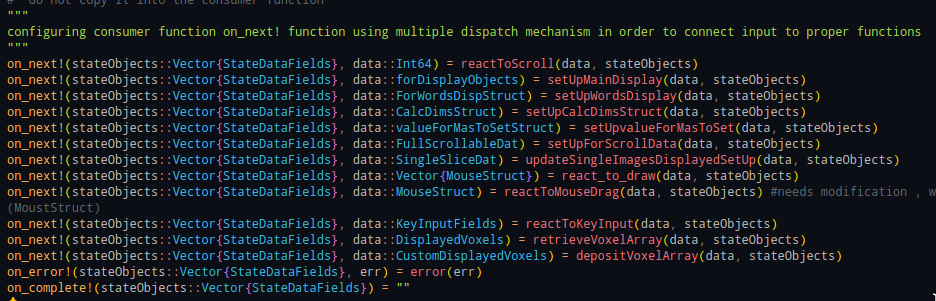 # do not copy it into the consumer function
"""
configuring consumer function on_next! function using multiple dispatch mechanism in order to connect input to proper functions
"""
on_next!(stateObjects::Vector{StateDataFields}, data::Int64) = reactToScroll(data, stateObjects)
on_next!(stateObjects::Vector{StateDataFields}, data::forDisplayObjects) = setUpMainDisplay(data, stateObjects)
on_next!(stateObjects::Vector{StateDataFields}, data::ForWordsDispStruct) = setUpWordsDisplay(data, stateObjects)
on_next!(stateObjects::Vector{StateDataFields}, data::CalcDimsStruct) = setUpCalcDimsStruct(data, stateObjects)
on_next!(stateObjects::Vector{StateDataFields}, data::valueForMasToSetStruct) = setUpvalueForMasToSet(data, stateObjects)
on_next!(stateObjects::Vector{StateDataFields}, data::FullScrollableDat) = setUpForScrollData(data, stateObjects)
on_next!(stateObjects::Vector{StateDataFields}, data::SingleSliceDat) = updateSingleImagesDisplayedSetUp(data, stateObjects)
on_next!(stateObjects::Vector{StateDataFields}, data::Vector{MouseStruct}) = react_to_draw(data, stateObjects)
on_next!(stateObjects::Vector{StateDataFields}, data::MouseStruct) = reactToMouseDrag(data, stateObjects) #needs modification , w
(MoustStruct)
on_next!(stateObjects::Vector{StateDataFields}, data::KeyInputFields) = reactToKeyInput(data, stateObjects)
on_next!(stateObjects::Vector{StateDataFields}, data::DisplayedVoxels) = retrieveVoxelArray(data, stateObjects)
on_next!(stateObjects::Vector{StateDataFields}, data::CustomDisplayedVoxels) = depositVoxelArray(data, stateObjects)
on_error!(stateObjects::Vector{StateDataFields}, err) = error(err)
on_complete!(stateObjects::Vector{StateDataFields}) = ""